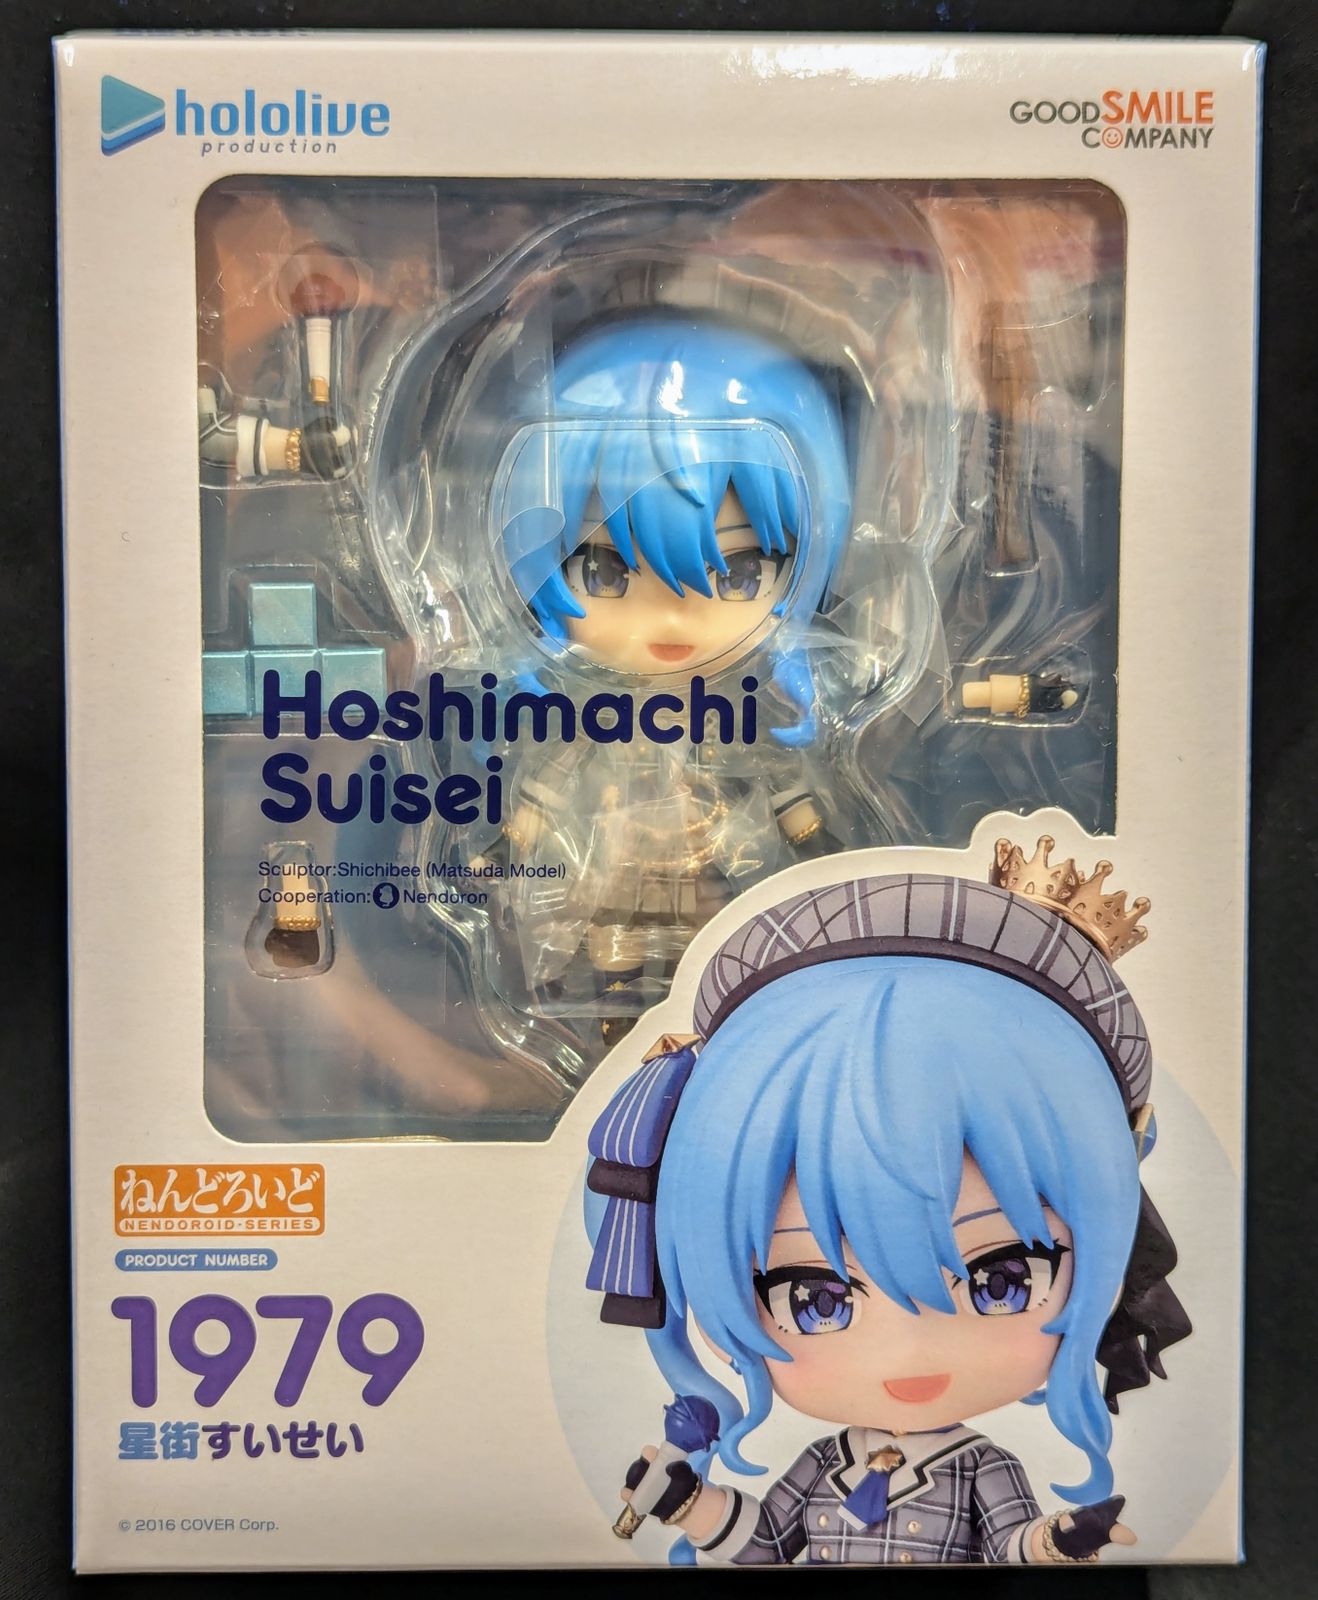 hololive
production
GOOD SMILE
COMPANY
Hoshimachi
Suisei
Sculptor:Shichibee (Matsuda Model)
Cooperation: Nendoron
ねんどろいど
NENDOROID·SERIES
PRODUCT NUMBER
1979
星街すいせい
© 2016 COVER Corp.